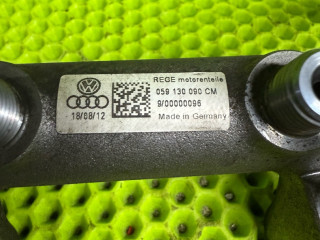 REGE motorenteile
059 130 090 CM
9/00000096
18/08/12
Made in Germany